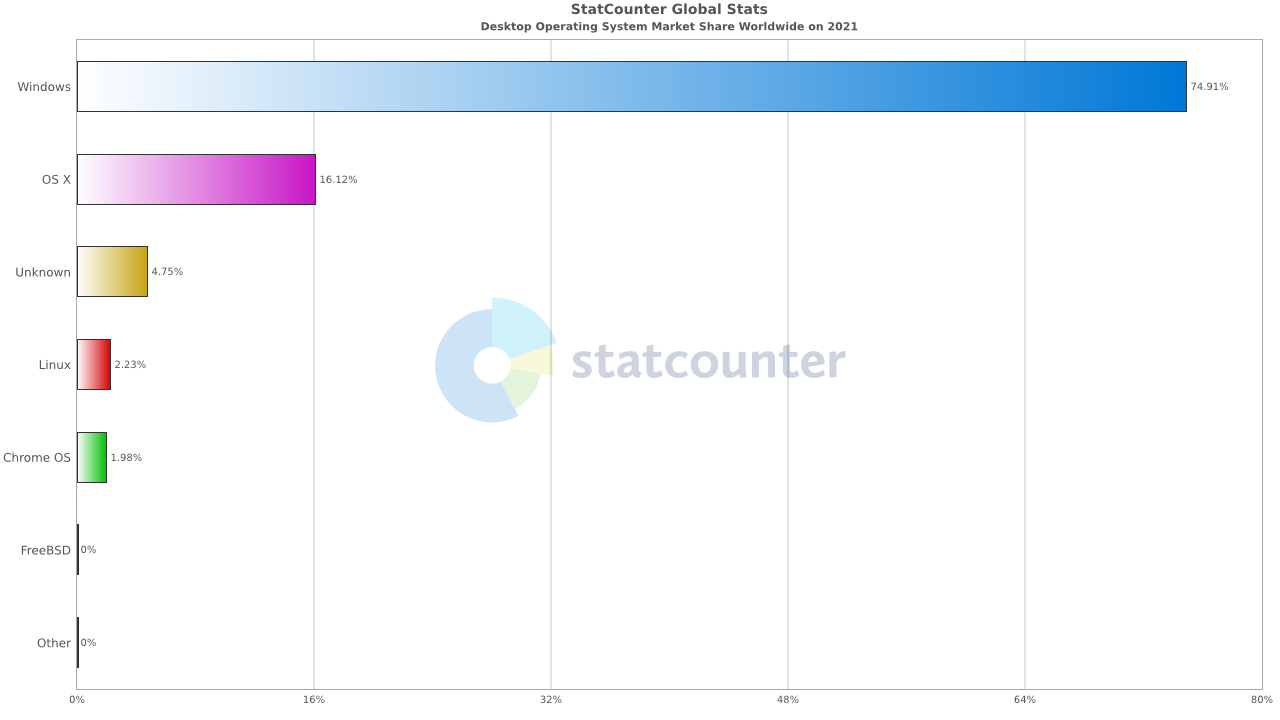 StatCounter Global Stats
Desktop Operating System Market Share Worldwide on 2021
Windows 74.91%
OS X 16.12%
Unknown 4.75%
statcounter
Linux 2.23%
Chrome OS 1.98%
FreeBSD 0%
Other 0%
0% 16% 32% 48% 64% 80%